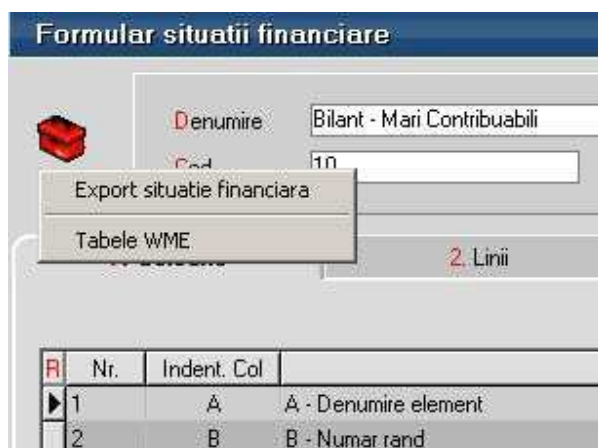 Formular situatii financiare
Denumire
Bilant - Mari Contribuabili
Cod
10
Export situatie financiara
Tabele WME
2. Linii
R Nr. Indent. Col
1 A A - Denumire element
2 B B - Numar rand